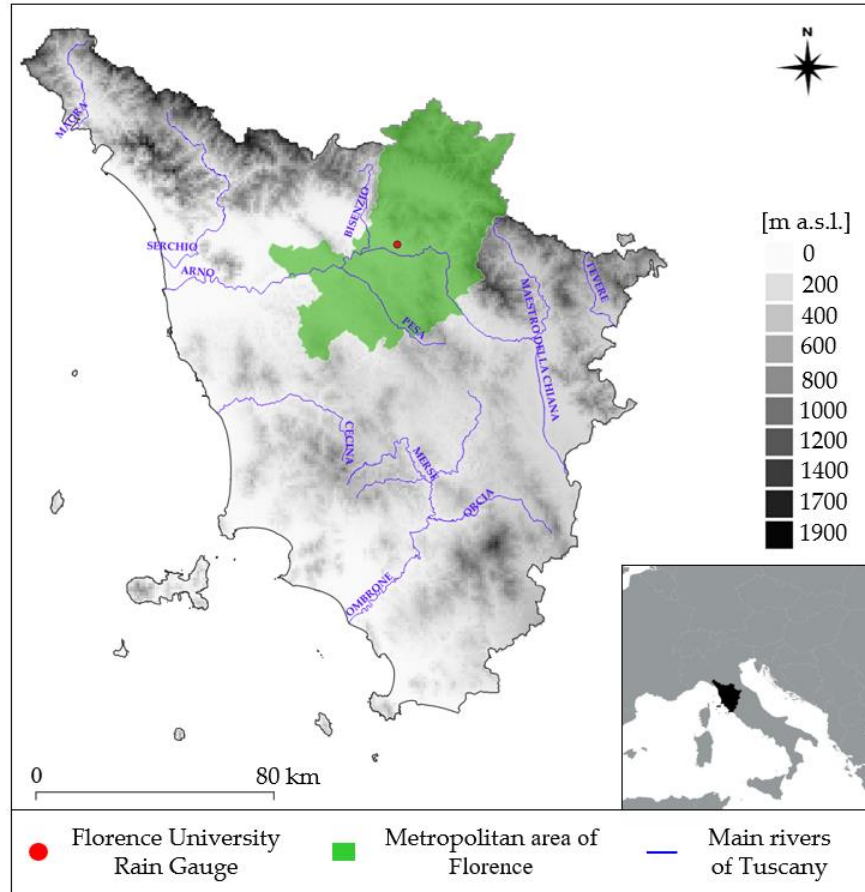 N
MAGRA
BISENZIO
SERCHIO
ARNO
PESA
MAESTRO DELLA CHIANA
TEVERE
CECINA
MERSE
ORCIA
OMBRONE
[m a.s.l.]
0
200
400
600
800
1000
1200
1400
1700
1900
0 80 km
Florence University
Rain Gauge
Metropolitan area of
Florence
Main rivers
of Tuscany